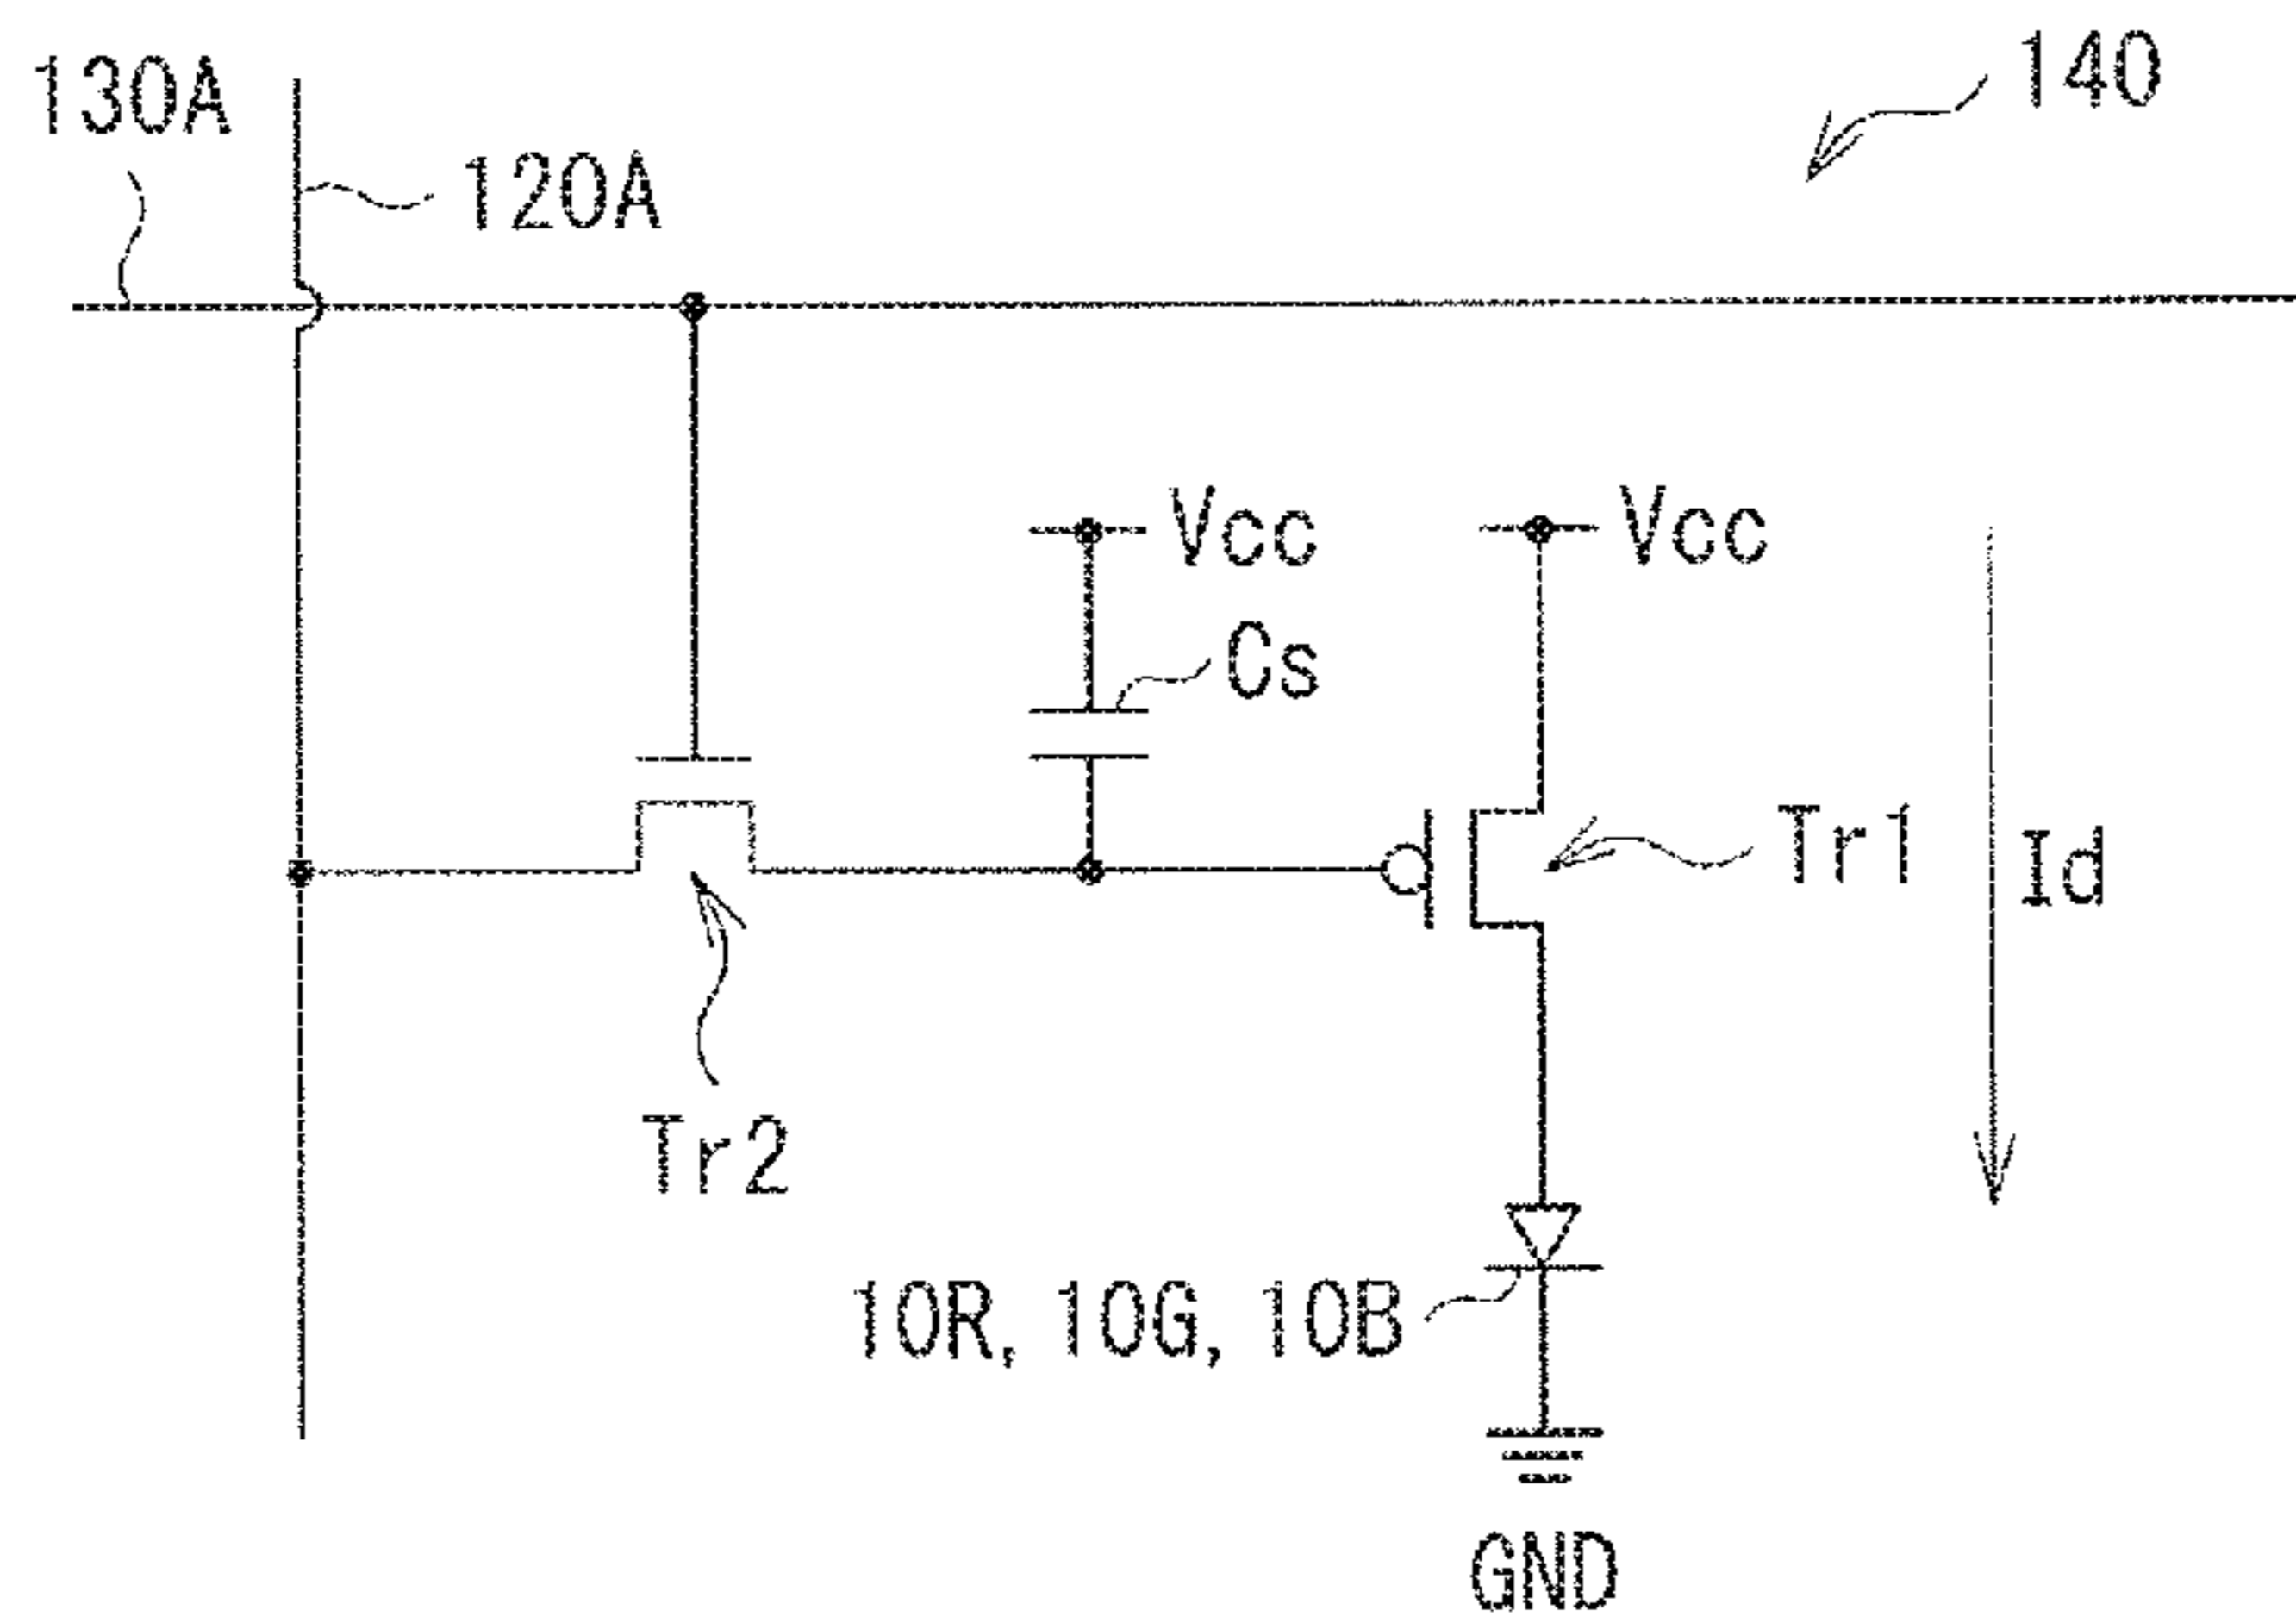 140
130A
120A
Vcc
Vcc
Cs
Tr1
Id
Tr2
10R, 10G, 10B
GND